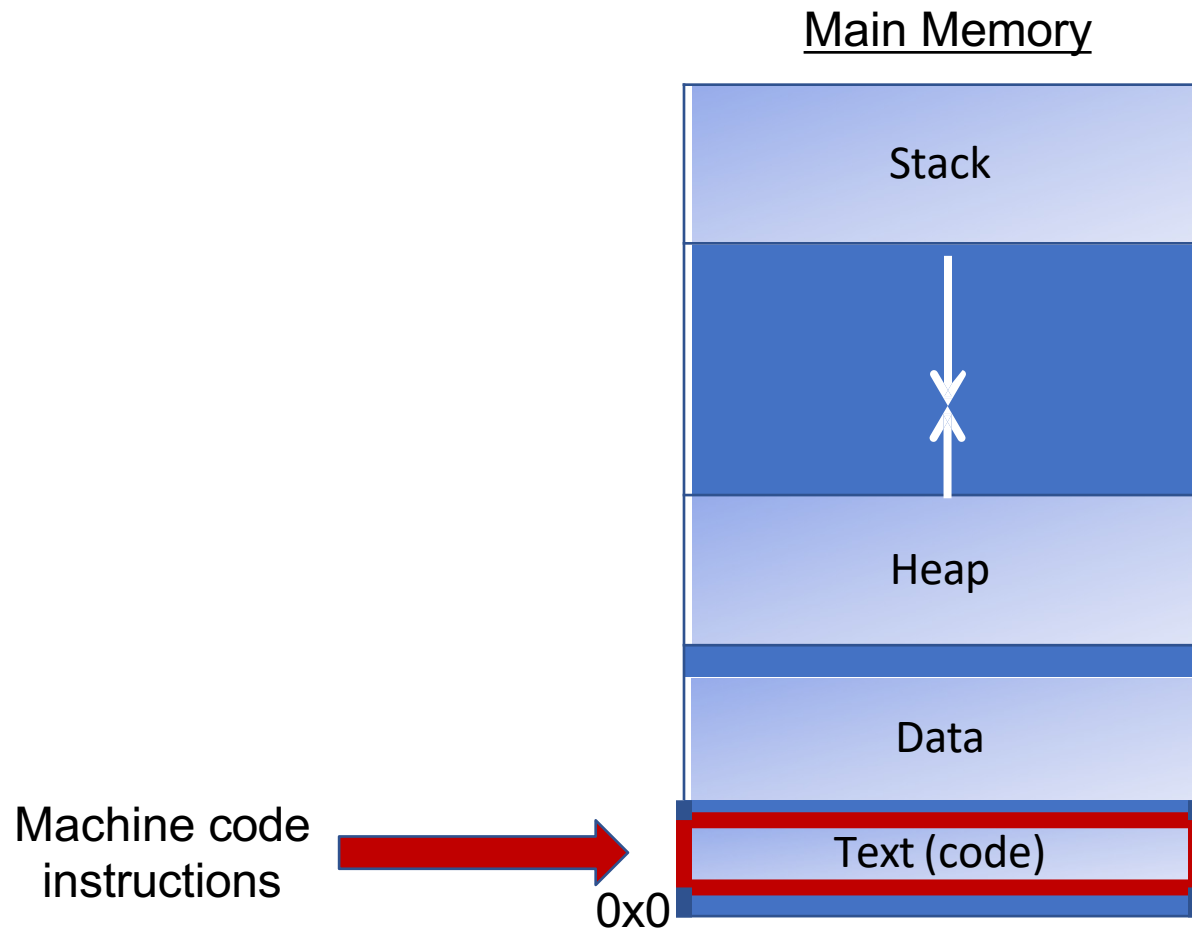 Main Memory
Stack
Heap
Data
Machine code
instructions
Text (code)
0x0